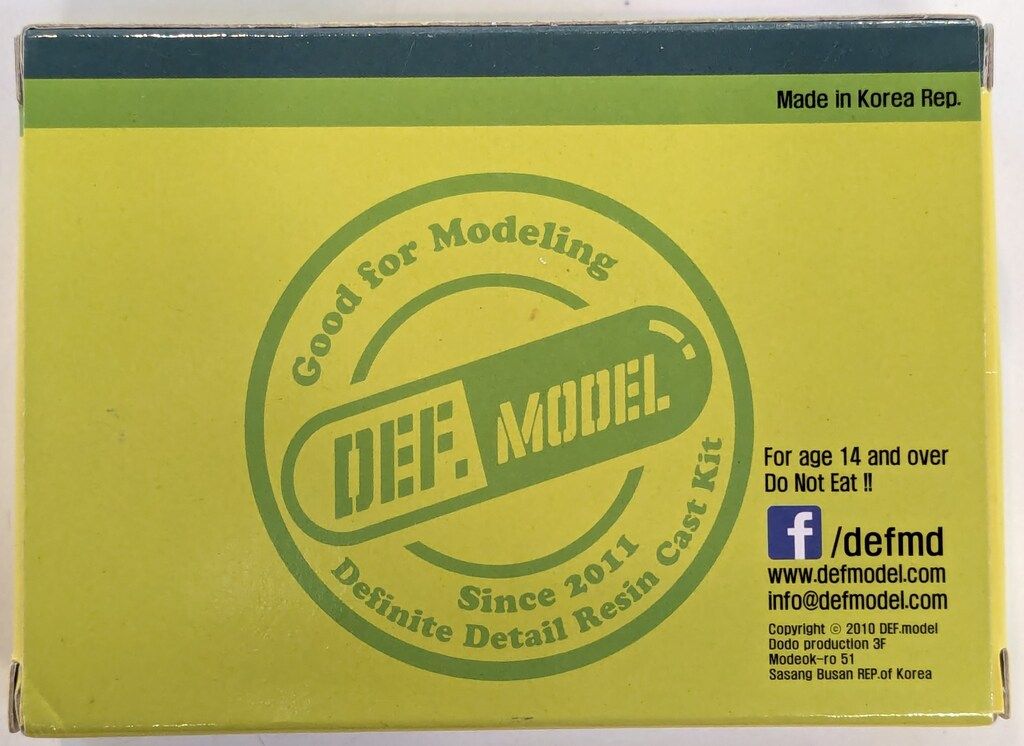 Made in Korea Rep.
Good for Modeling
DEF. MODEL
Since 2011
Definite Detail Resin Cast Kit
For age 14 and over
Do Not Eat !!
f /defmd
www.defmodel.com
info@defmodel.com
Copyright © 2010 DEF.model
Dodo production 3F
Modeok-ro 51
Sasang Busan REP.of Korea